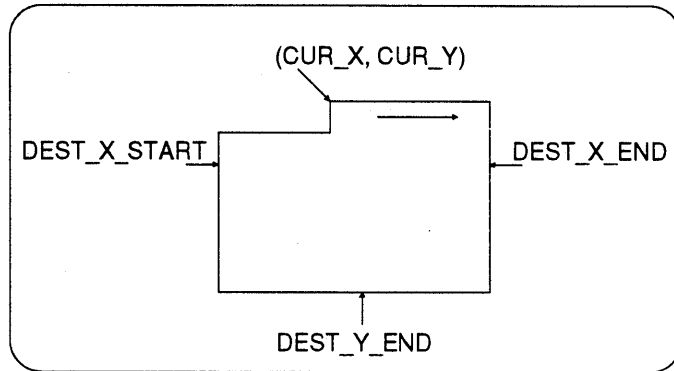 (CUR_X, CUR_Y)
DEST_X_START
DEST_X_END
DEST_Y_END